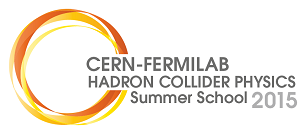 CERN-FERMILAB
HADRON COLLIDER PHYSICS
Summer School 2015